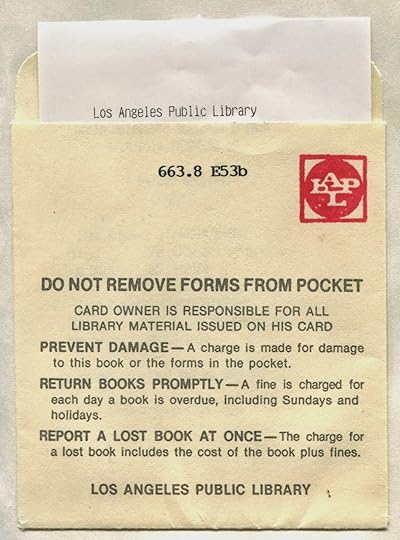 Los Angeles Public Library
663.8 E53b
LAPL
DO NOT REMOVE FORMS FROM POCKET
CARD OWNER IS RESPONSIBLE FOR ALL
LIBRARY MATERIAL ISSUED ON HIS CARD
PREVENT DAMAGE—A charge is made for damage
to this book or the forms in the pocket.
RETURN BOOKS PROMPTLY—A fine is charged for
each day a book is overdue, including Sundays and
holidays.
REPORT A LOST BOOK AT ONCE—The charge for
a lost book includes the cost of the book plus fines.
LOS ANGELES PUBLIC LIBRARY